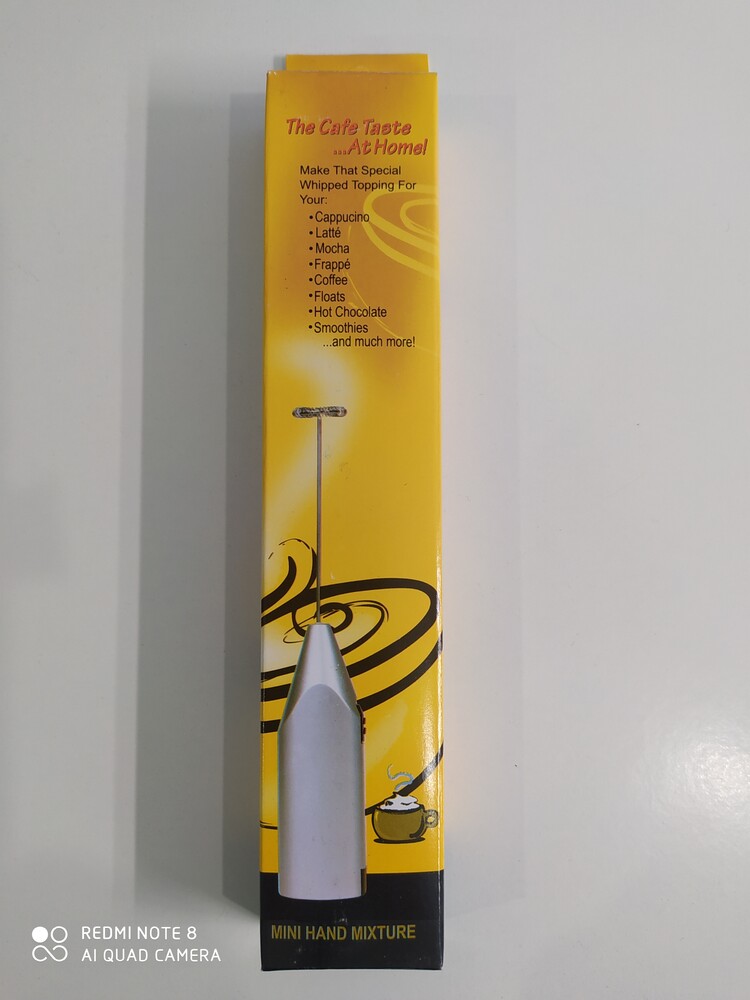 The Cafe Taste
...At Home!
Make That Special
Whipped Topping For
Your:
•Cappucino
•Latté
•Mocha
•Frappé
•Coffee
•Floats
•Hot Chocolate
•Smoothies
...and much more!
MINI HAND MIXTURE
REDMI NOTE 8
AI QUAD CAMERA